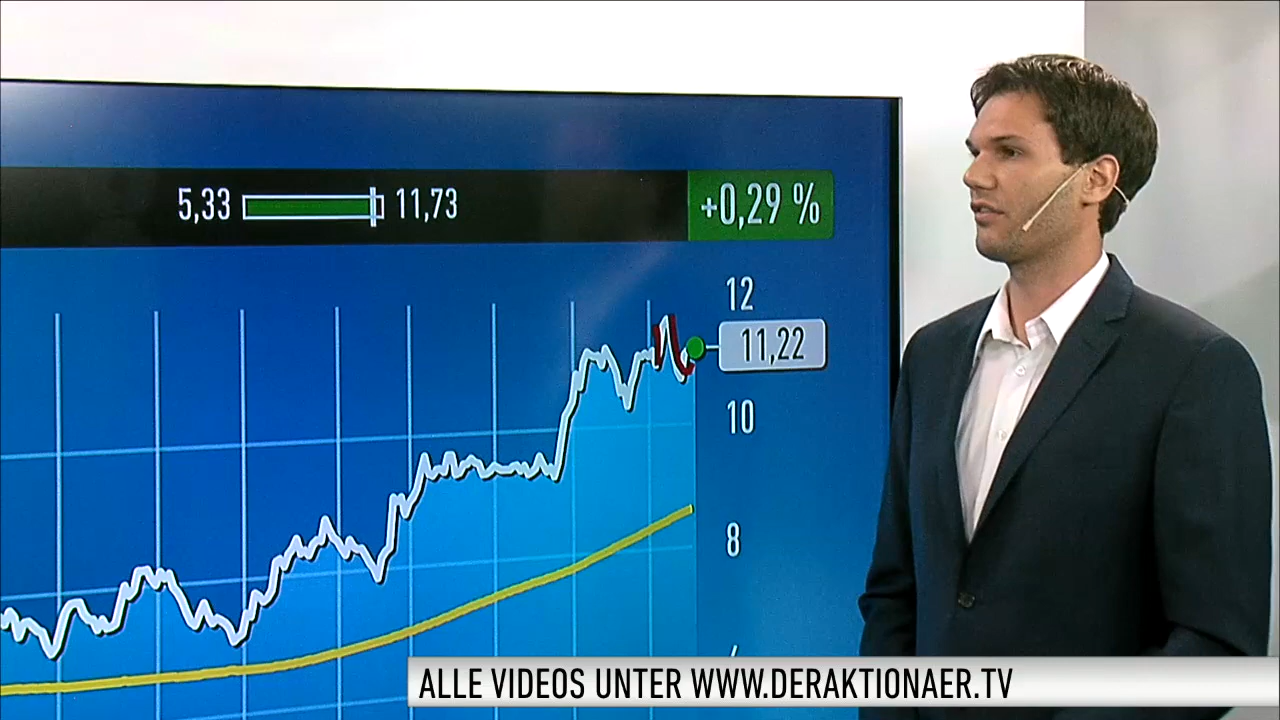 5,33 11,73 +0,29 %
12
11,22
10
8
ALLE VIDEOS UNTER WWW.DERAKTIONAER.TV